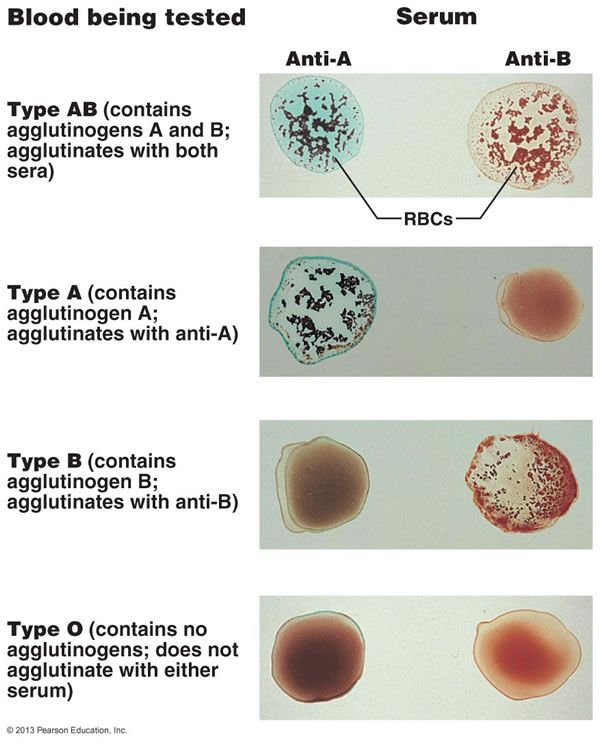 Blood being tested
Serum
Anti-A
Anti-B
Type AB (contains
agglutinogens A and B;
agglutinates with both
sera)
RBCs
Type A (contains
agglutinogen A;
agglutinates with anti-A)
Type B (contains
agglutinogen B;
agglutinates with anti-B)
Type O (contains no
agglutinogens; does not
agglutinate with either
serum)
© 2013 Pearson Education, Inc.